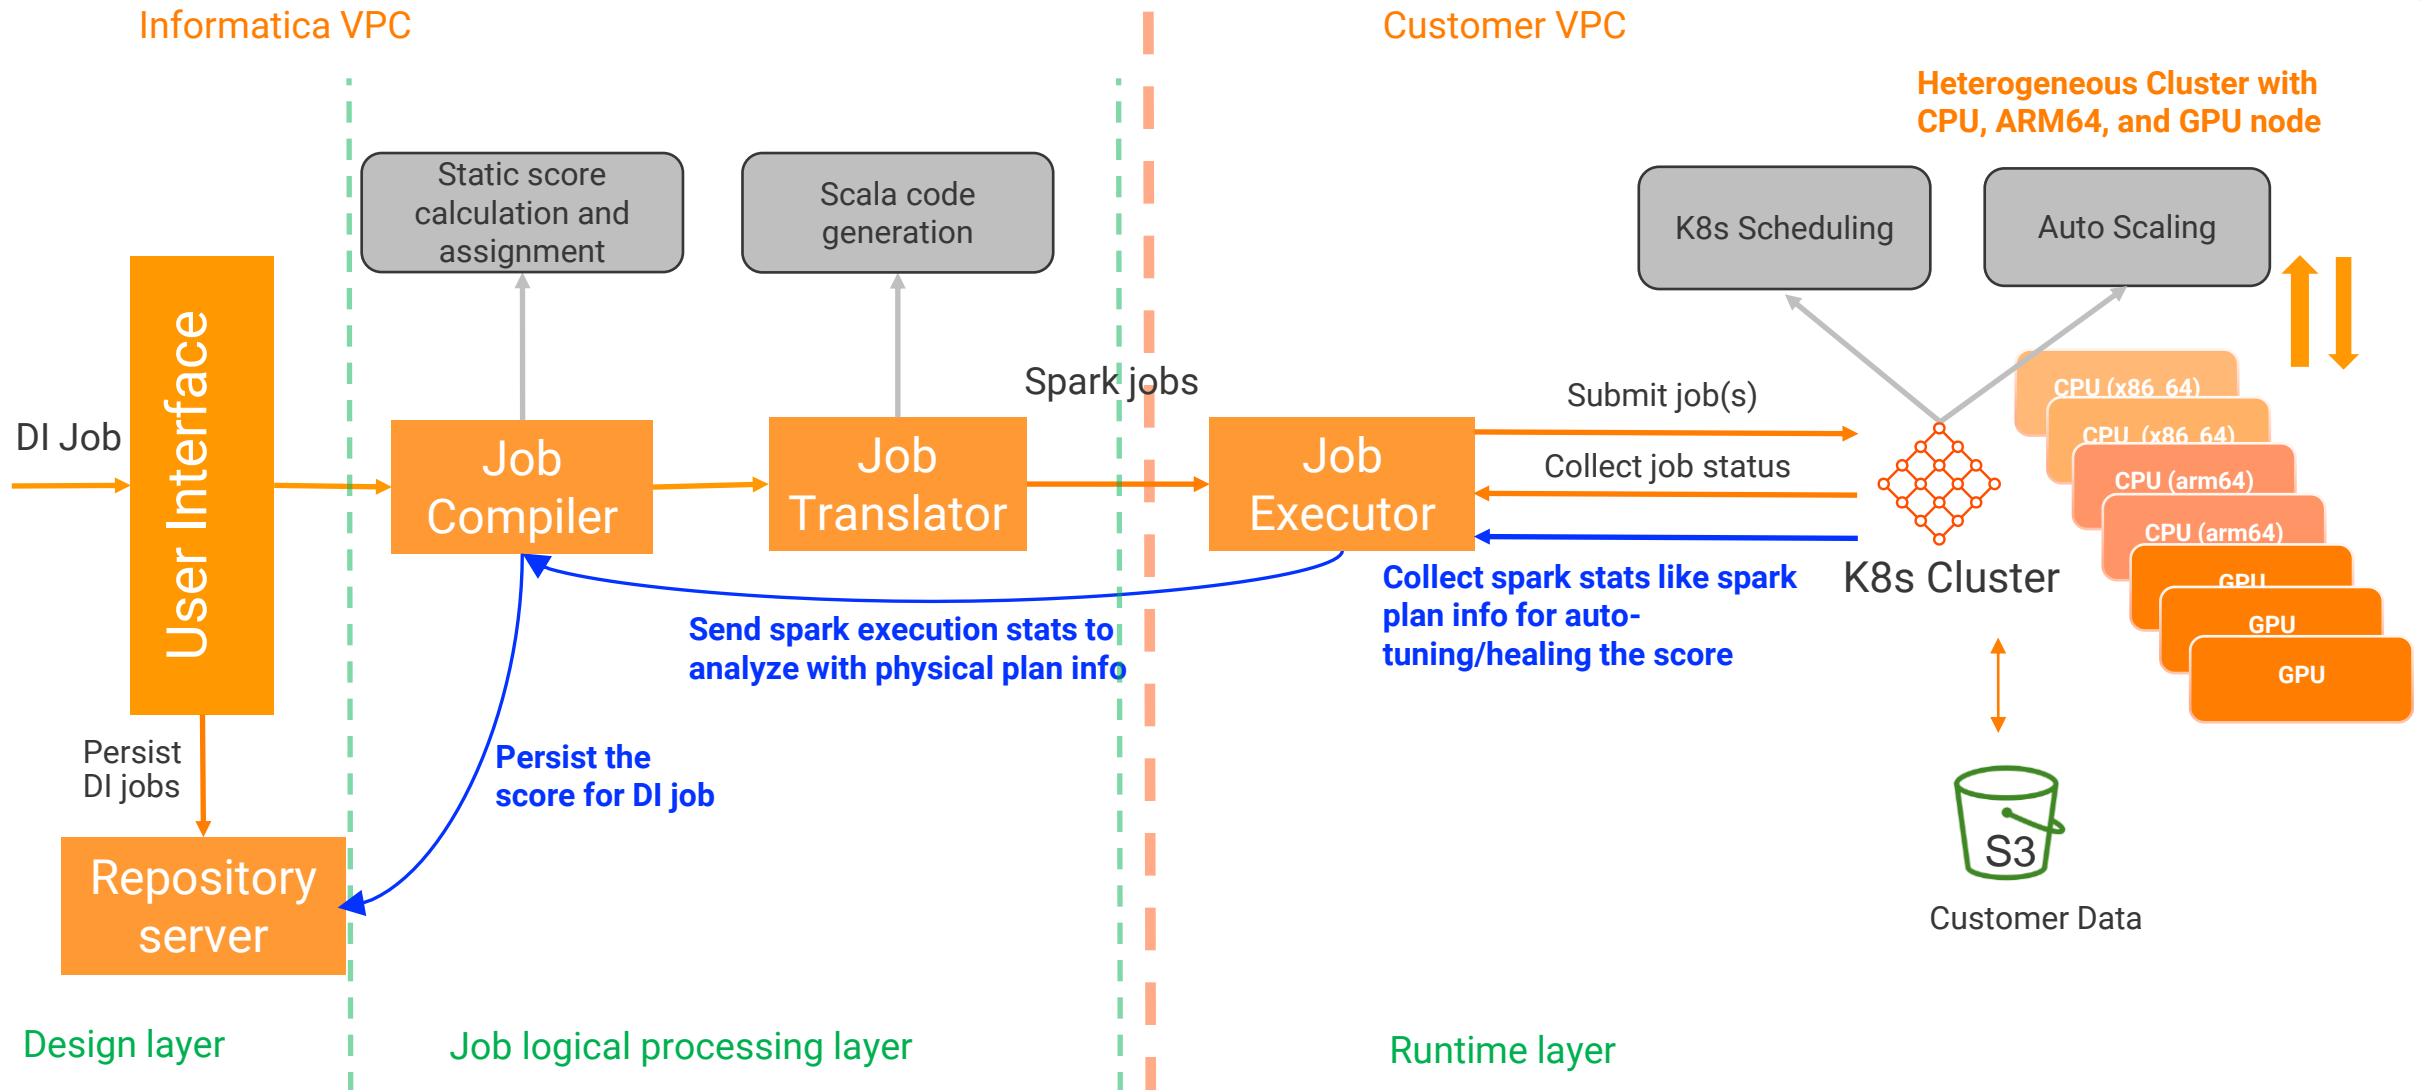 Informatica VPC
Customer VPC
Heterogeneous Cluster with
CPU, ARM64, and GPU node
Static score
calculation and
assignment
Scala code
generation
K8s Scheduling
Auto Scaling
User Interface
DI Job
Spark jobs
Job
Compiler
Job
Translator
Job
Executor
Submit job(s)
Collect job status
CPU (x86_64)
CPU (x86_64)
CPU (arm64)
CPU (arm64)
GPU
GPU
GPU
K8s Cluster
Collect spark stats like spark
plan info for auto-
tuning/healing the score
Send spark execution stats to
analyze with physical plan info
Persist the
score for DI job
Persist
DI jobs
Repository
server
S3
Customer Data
Design layer
Job logical processing layer
Runtime layer